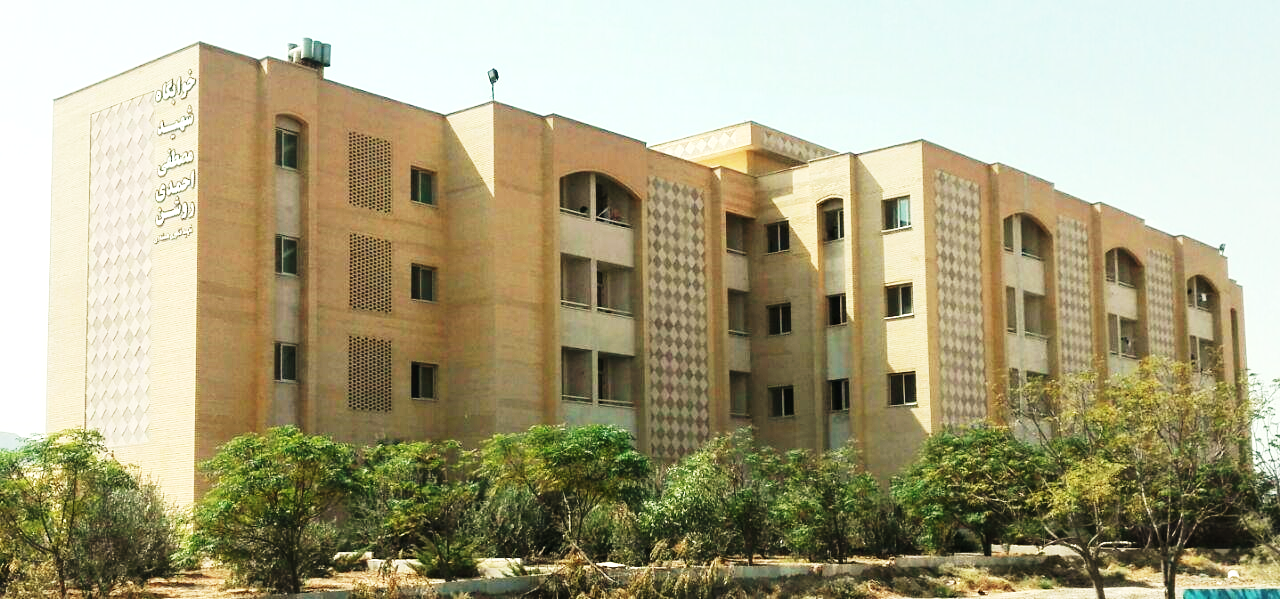 خوابگاه
شهید
مصطفی
احمدی
روشن